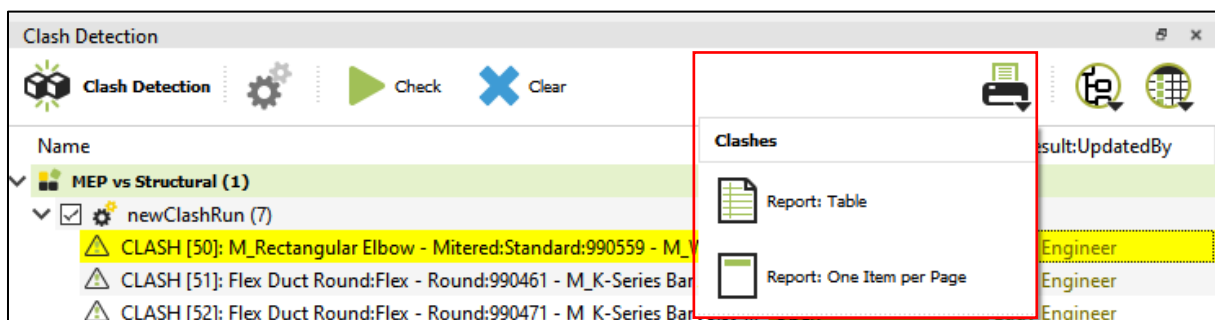 Clash Detection
Clash Detection Check Clear
Name
Clashes
sult:UpdatedBy
MEP vs Structural (1)
Report: Table
newClashRun (7)
CLASH [50]: M_Rectangular Elbow - Mitered:Standard:990559 - M_
Engineer
CLASH [51]: Flex Duct Round:Flex - Round:990461 - M_K-Series Bar
Report: One Item per Page
Engineer
CLASH [52]: Flex Duct Round:Flex - Round:990471 - M_K-Series Bar
Engineer